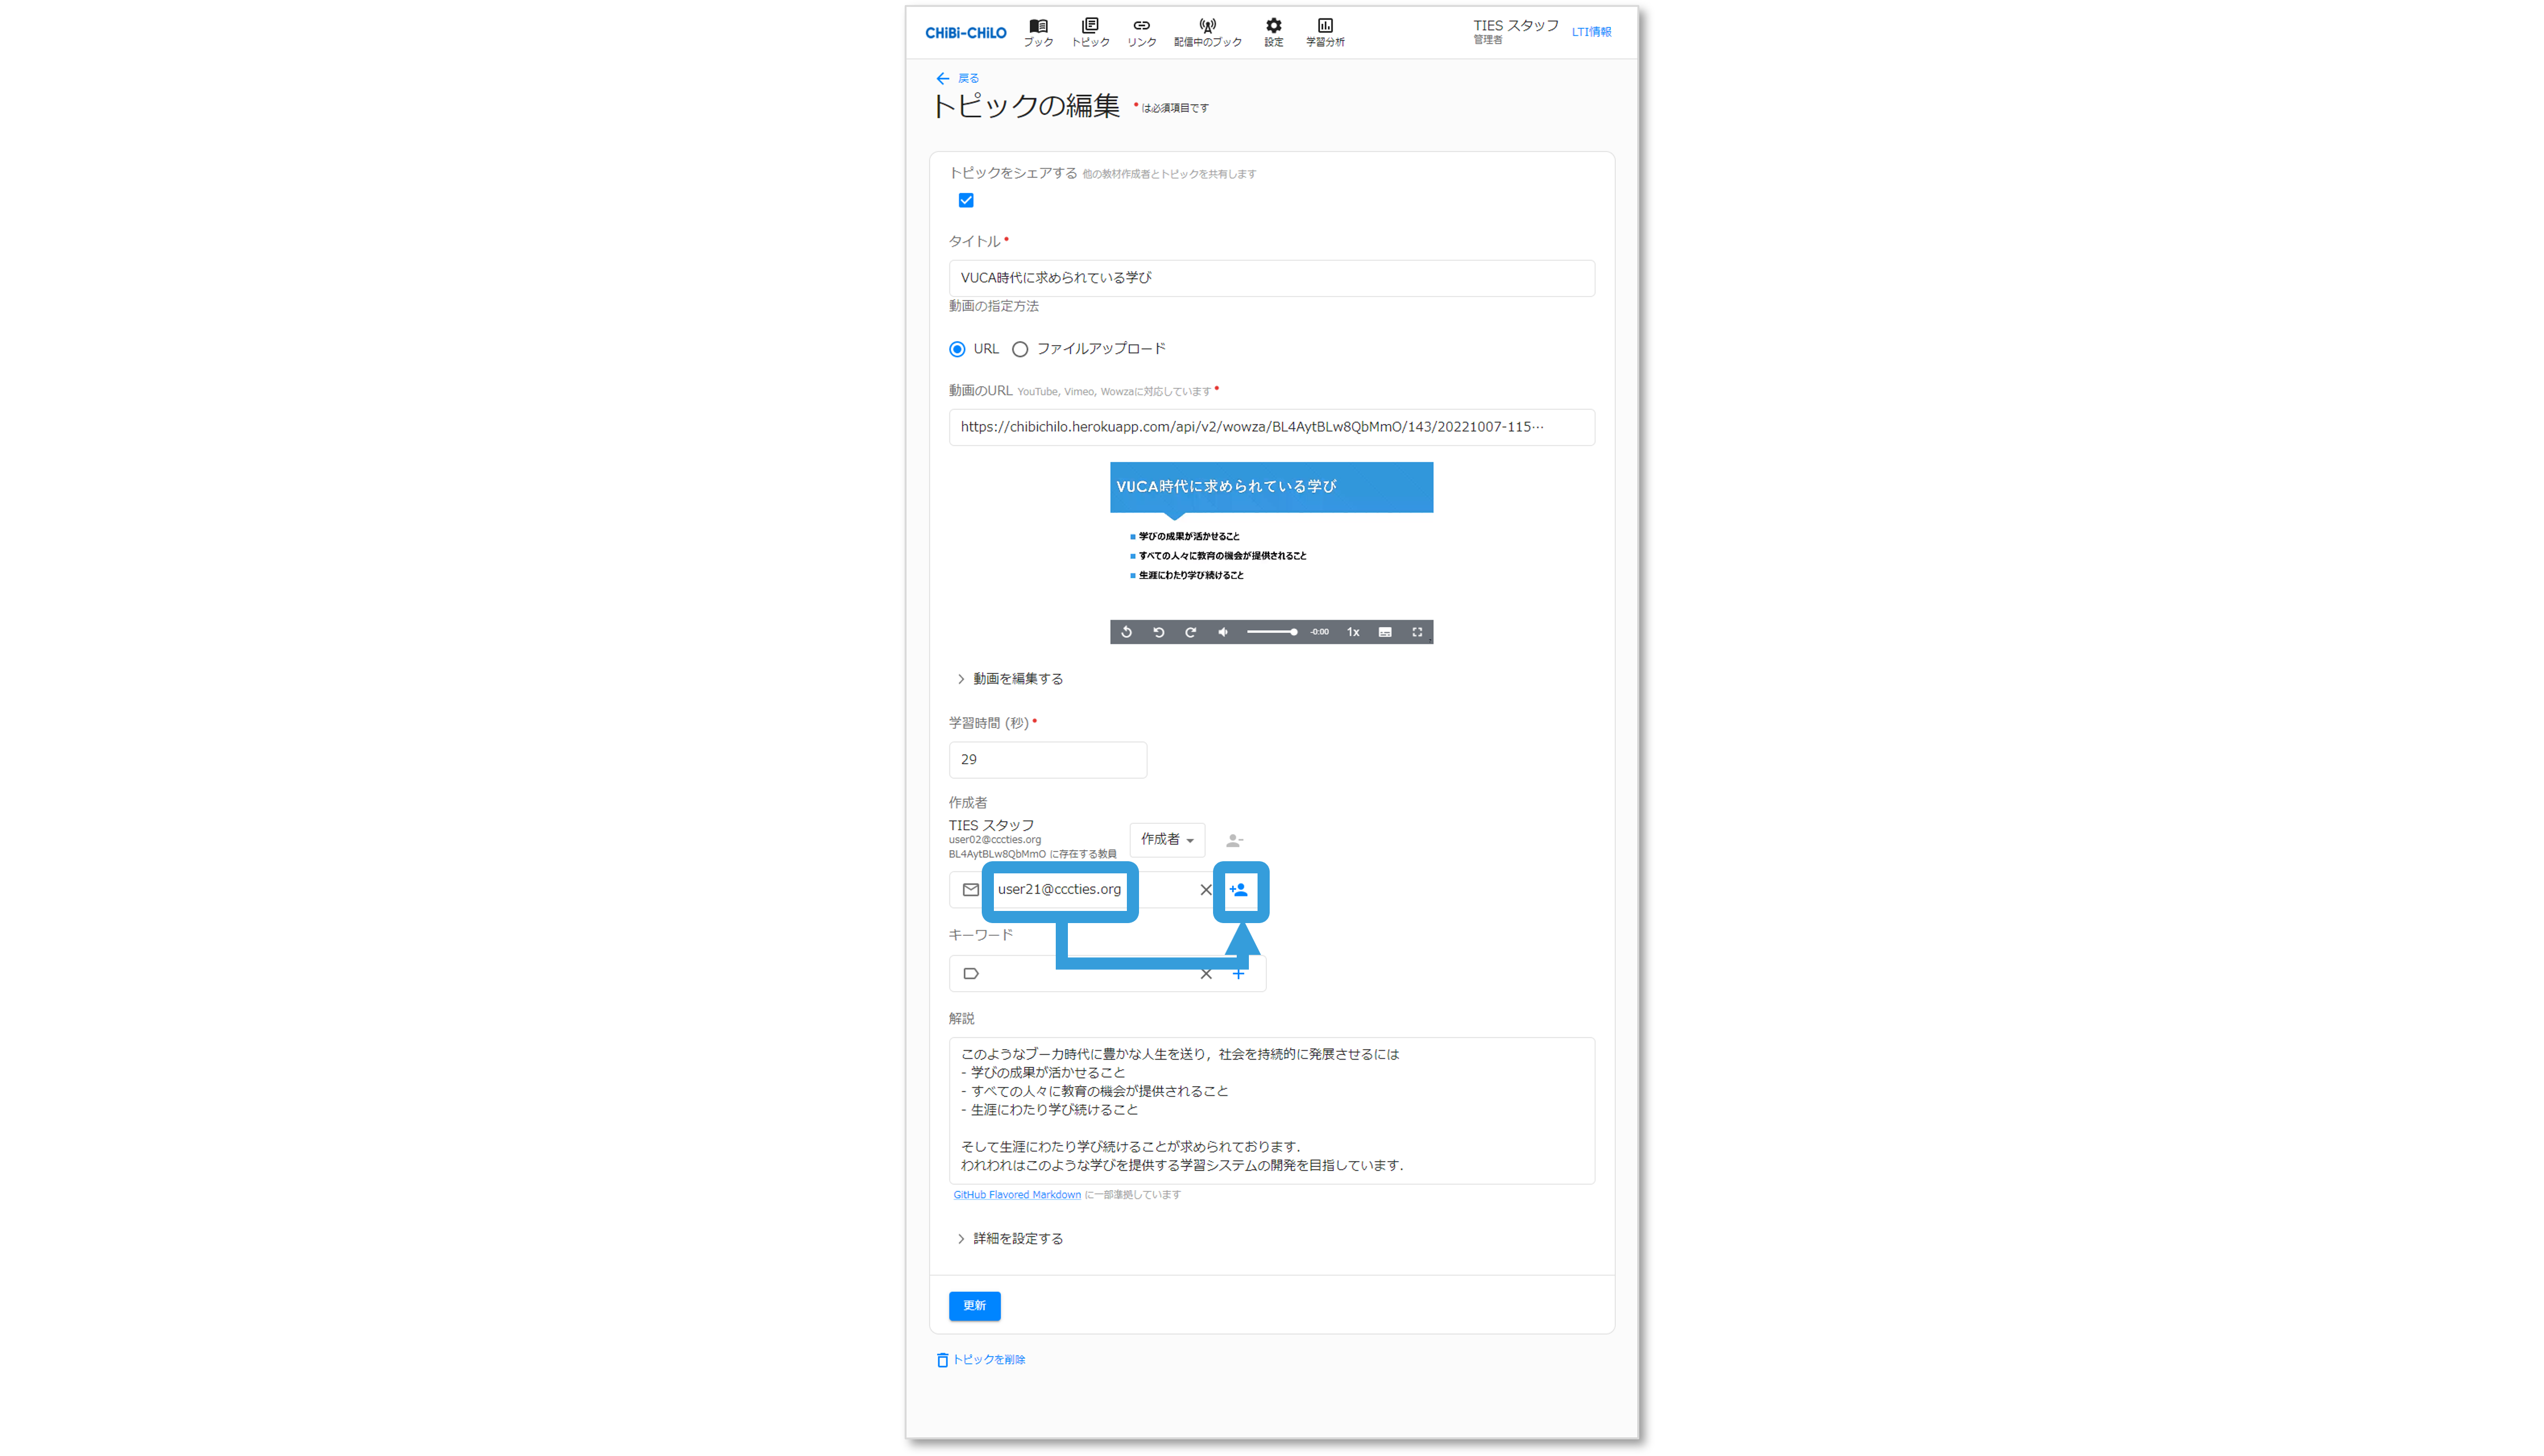 CHiBi-CHiLO
ブック
トピック
リンク
配信中のブック
設定
学習分析
TIES スタッフ
管理者
LTI情報
戻る
トピックの編集 * は必須項目です
トピックをシェアする 他の教材作成者とトピックを共有します
タイトル *
VUCA時代に求められている学び
動画の指定方法
URL ファイルアップロード
動画のURL YouTube, Vimeo, Wowzaに対応しています *
https://chibichilo.herokuapp.com/api/v2/wowza/BL4AytBLw8QbMmO/143/20221007-115…
VUCA時代に求められている学び
■ 学びの成果が活かせること
■ すべての人々に教育の機会が提供されること
■ 生涯にわたり学び続けること
-0:00 1x
動画を編集する
学習時間 (秒) *
29
作成者
TIES スタッフ
user02@cccties.org
BL4AytBLw8QbMmO に存在する教員
作成者
user21@cccties.org
キーワード
解説
このようなブーカ時代に豊かな人生を送り，社会を持続的に発展させるには
- 学びの成果が活かせること
- すべての人々に教育の機会が提供されること
- 生涯にわたり学び続けること
そして生涯にわたり学び続けることが求められております．
われわれはこのような学びを提供する学習システムの開発を目指しています．
GitHub Flavored Markdown に一部準拠しています
詳細を設定する
更新
トピックを削除